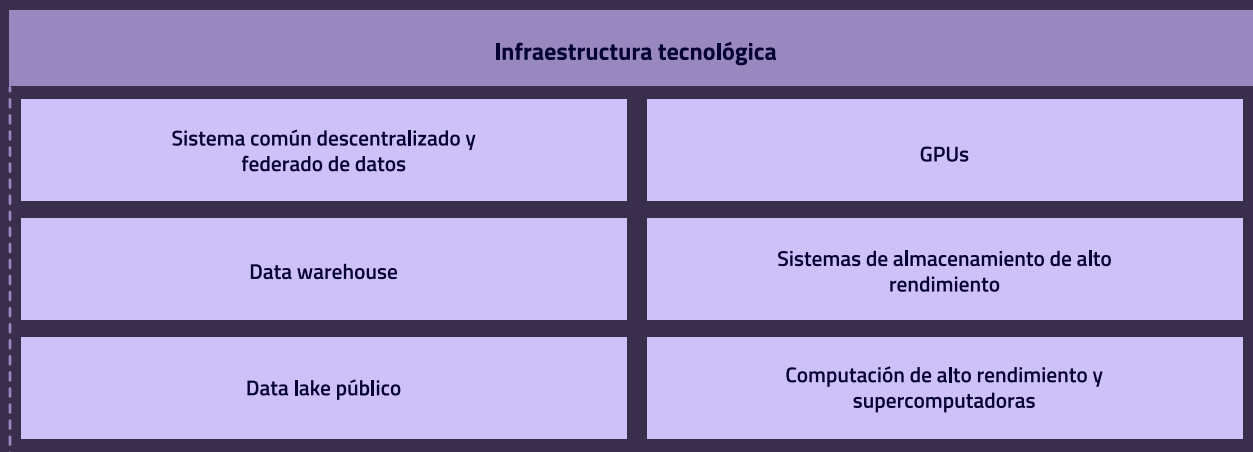 Infraestructura tecnológica
Sistema común descentralizado y
federado de datos
GPUs
Data warehouse
Sistemas de almacenamiento de alto
rendimiento
Data lake público
Computación de alto rendimiento y
supercomputadoras